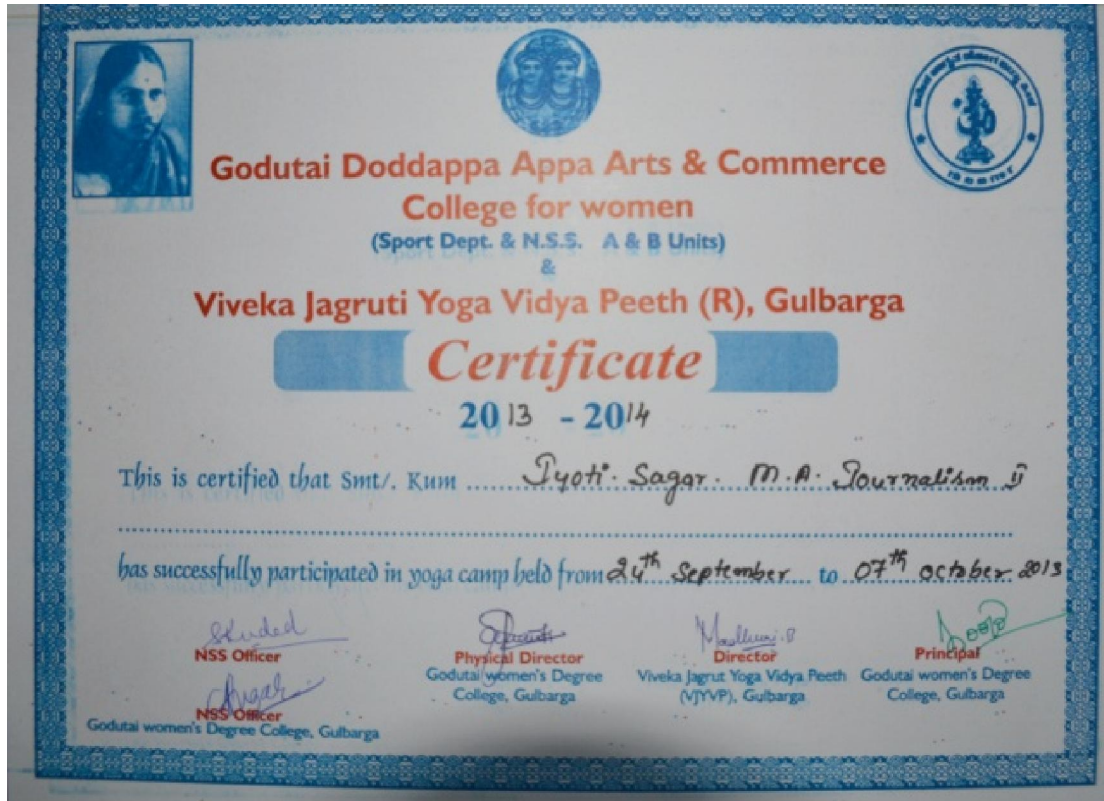 Godutai Doddappa Appa Arts & Commerce
College for women
(Sport Dept. & N.S.S. A & B Units)
&
Viveka Jagruti Yoga Vidya Peeth (R), Gulbarga
Certificate
2013 - 2014
This is certified that Smt/. Kum Jyoti. Sagar. M.A. Journalism II
has successfully participated in yoga camp held from 24th September to 07th October 2013
NSS Officer
Physical Director
Godutai women's Degree
College, Gulbarga
Madhuri.B
Director
Viveka Jagrut Yoga Vidya Peeth
(VJYVP), Gulbarga
Principal
Godutai women's Degree
College, Gulbarga
NSS Officer
Godutai women's Degree College, Gulbarga